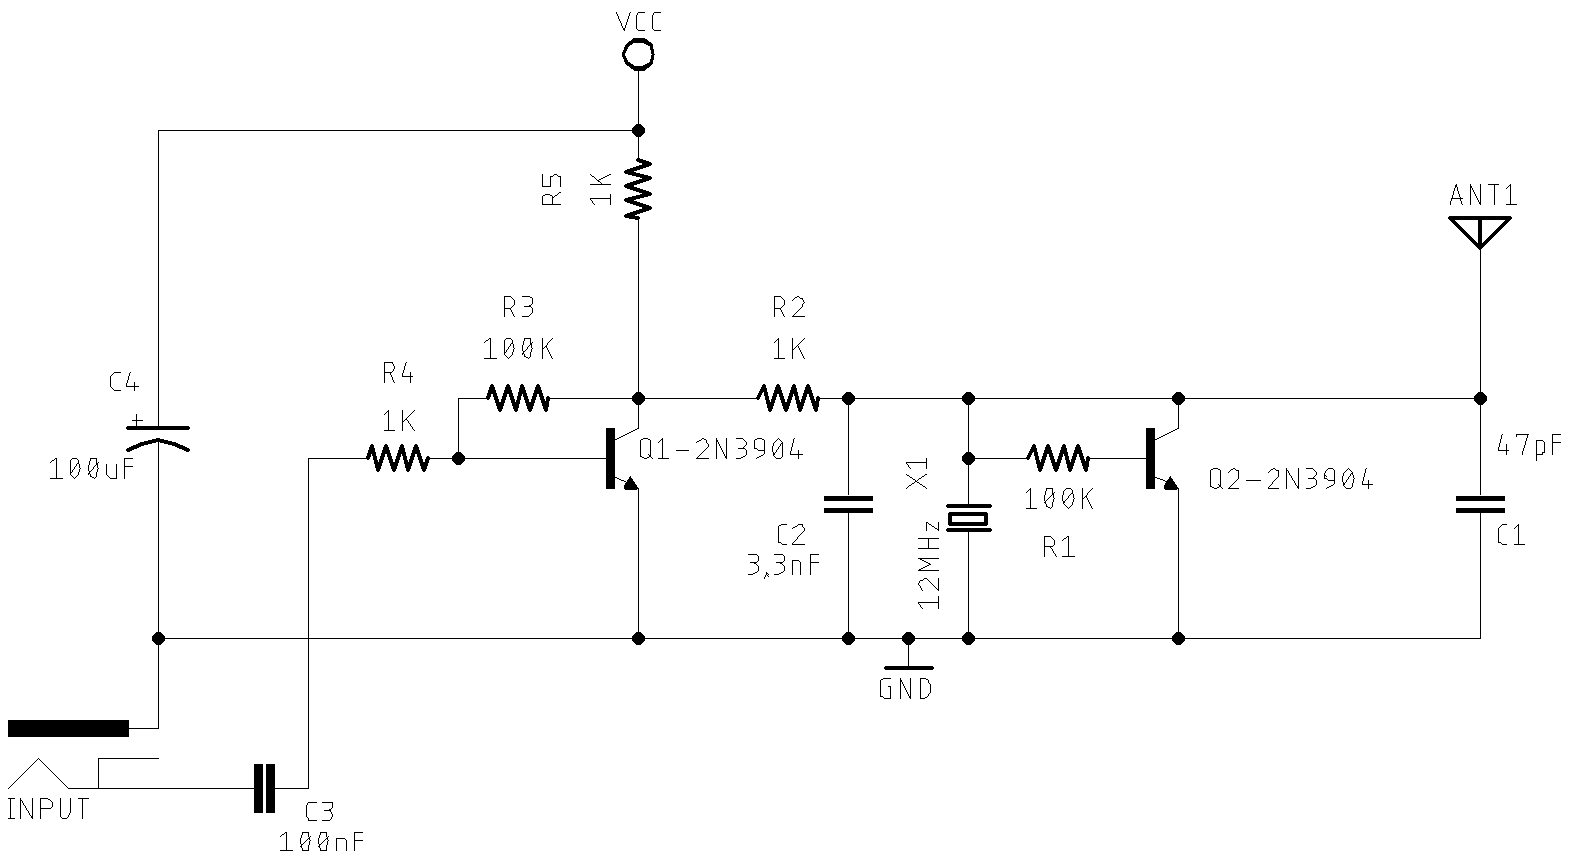 VCC
R5
1K
ANT1
R3
100K
R2
1K
R4
1K
C4
+
100uF
Q1-2N3904
X1
12MHz
100K
R1
Q2-2N3904
47pF
C1
C2
3,3nF
GND
INPUT
C3
100nF